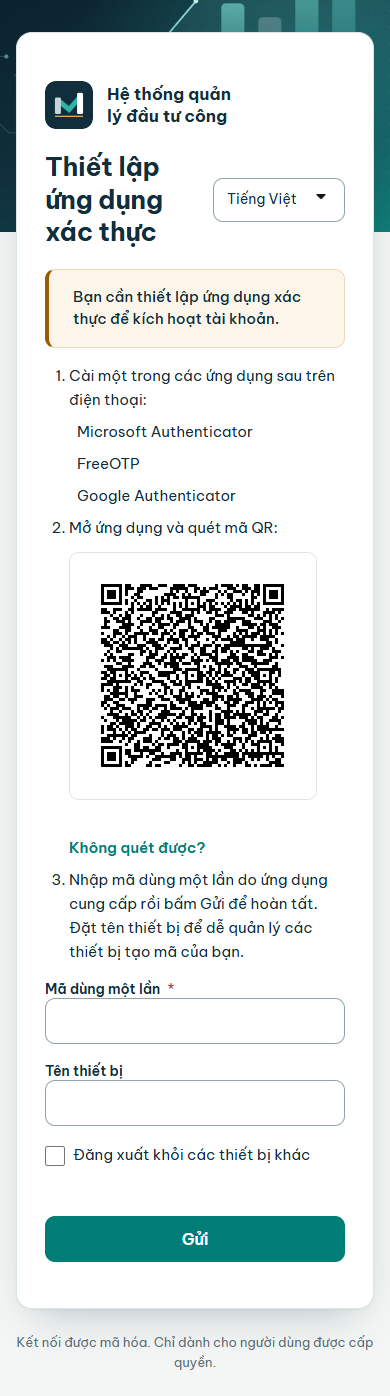 Hệ thống quản
lý đầu tư công
Thiết lập
ứng dụng
xác thực
Tiếng Việt
Bạn cần thiết lập ứng dụng xác
thực để kích hoạt tài khoản.
1. Cài một trong các ứng dụng sau trên
điện thoại:
Microsoft Authenticator
FreeOTP
Google Authenticator
2. Mở ứng dụng và quét mã QR:
Không quét được?
3. Nhập mã dùng một lần do ứng dụng
cung cấp rồi bấm Gửi để hoàn tất.
Đặt tên thiết bị để dễ quản lý các
thiết bị tạo mã của bạn.
Mã dùng một lần *
Tên thiết bị
Đăng xuất khỏi các thiết bị khác
Gửi
Kết nối được mã hóa. Chỉ dành cho người dùng được cấp
quyền.